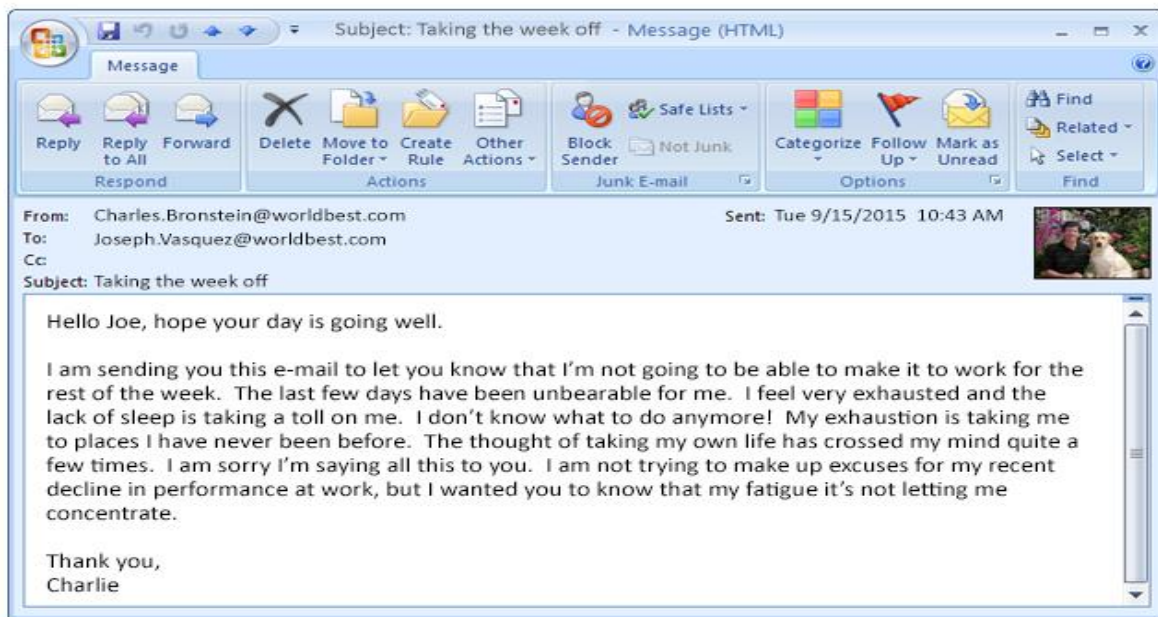 Subject: Taking the week off - Message (HTML)
Message
Reply
Reply to All
Forward
Respond
Delete
Move to Folder
Create Rule
Other Actions
Actions
Block Sender
Safe Lists
Not Junk
Junk E-mail
Categorize
Follow Up
Mark as Unread
Options
Find
Related
Select
Find
From: Charles.Bronstein@worldbest.com
Sent: Tue 9/15/2015 10:43 AM
To: Joseph.Vasquez@worldbest.com
Cc:
Subject: Taking the week off
Hello Joe, hope your day is going well.
I am sending you this e-mail to let you know that I'm not going to be able to make it to work for the
rest of the week.  The last few days have been unbearable for me.  I feel very exhausted and the
lack of sleep is taking a toll on me.  I don't know what to do anymore!  My exhaustion is taking me
to places I have never been before.  The thought of taking my own life has crossed my mind quite a
few times.  I am sorry I'm saying all this to you.  I am not trying to make up excuses for my recent
decline in performance at work, but I wanted you to know that my fatigue it's not letting me
concentrate.
Thank you,
Charlie